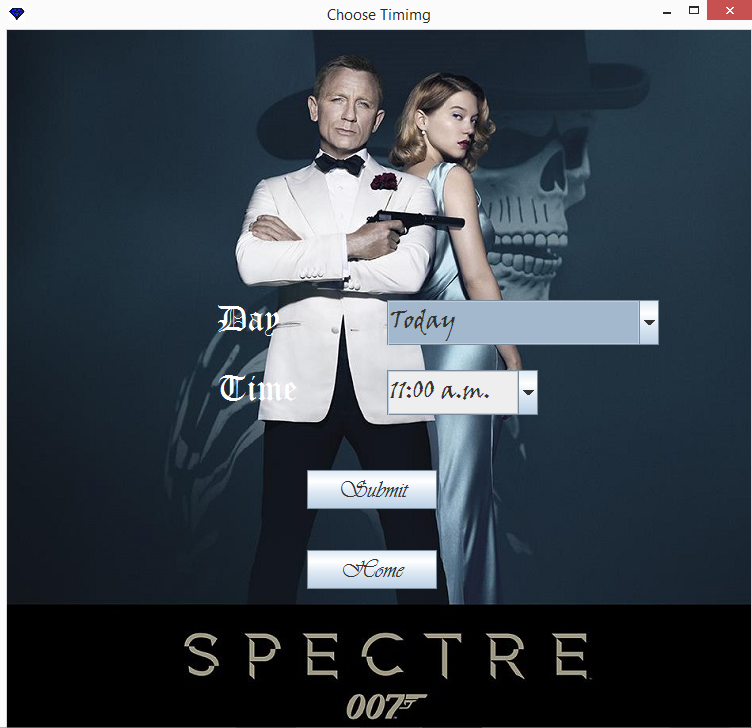 Choose Timimg
Day Today
Time 11:00 a.m.
Submit
Home
SPECTRE
007